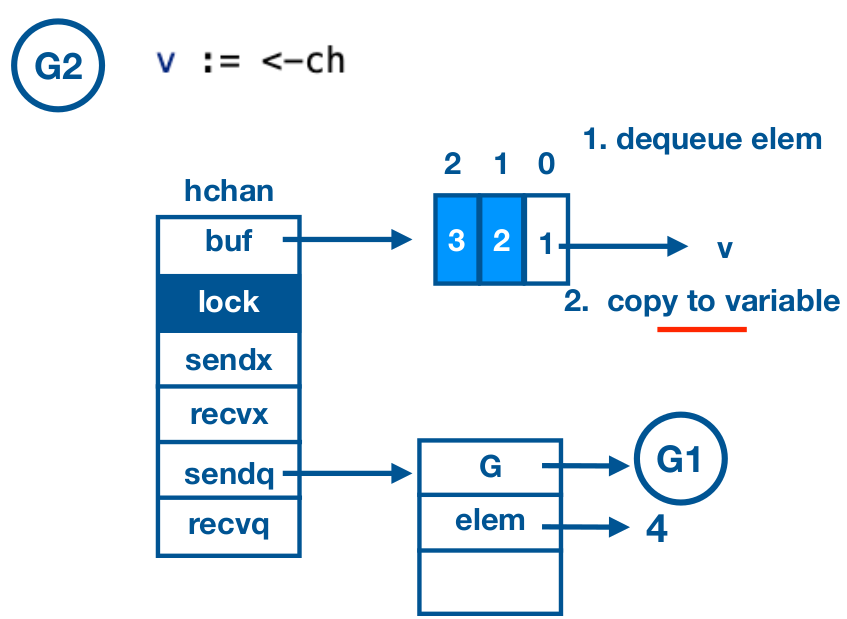 G2
v := <-ch
1. dequeue elem
2 1 0
hchan
buf
3 2 1
v
lock
2. copy to variable
sendx
recvx
sendq
G
G1
elem
4
recvq